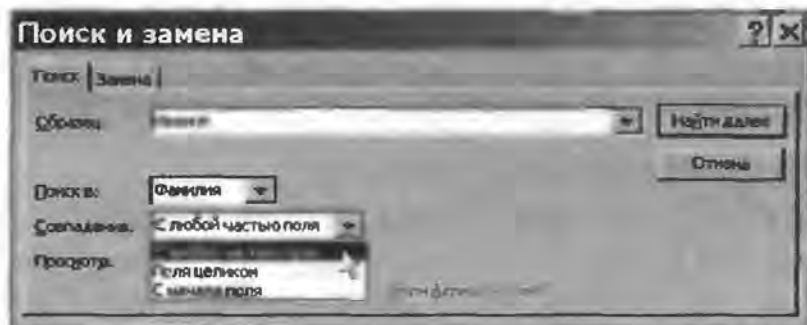 Поиск и замена
Поиск Замена
Образец:
Найти далее
Отмена
Поиск в: Фамилия
Совпадение: С любой частью поля
Просмотр:
Поля целиком
С начала поля